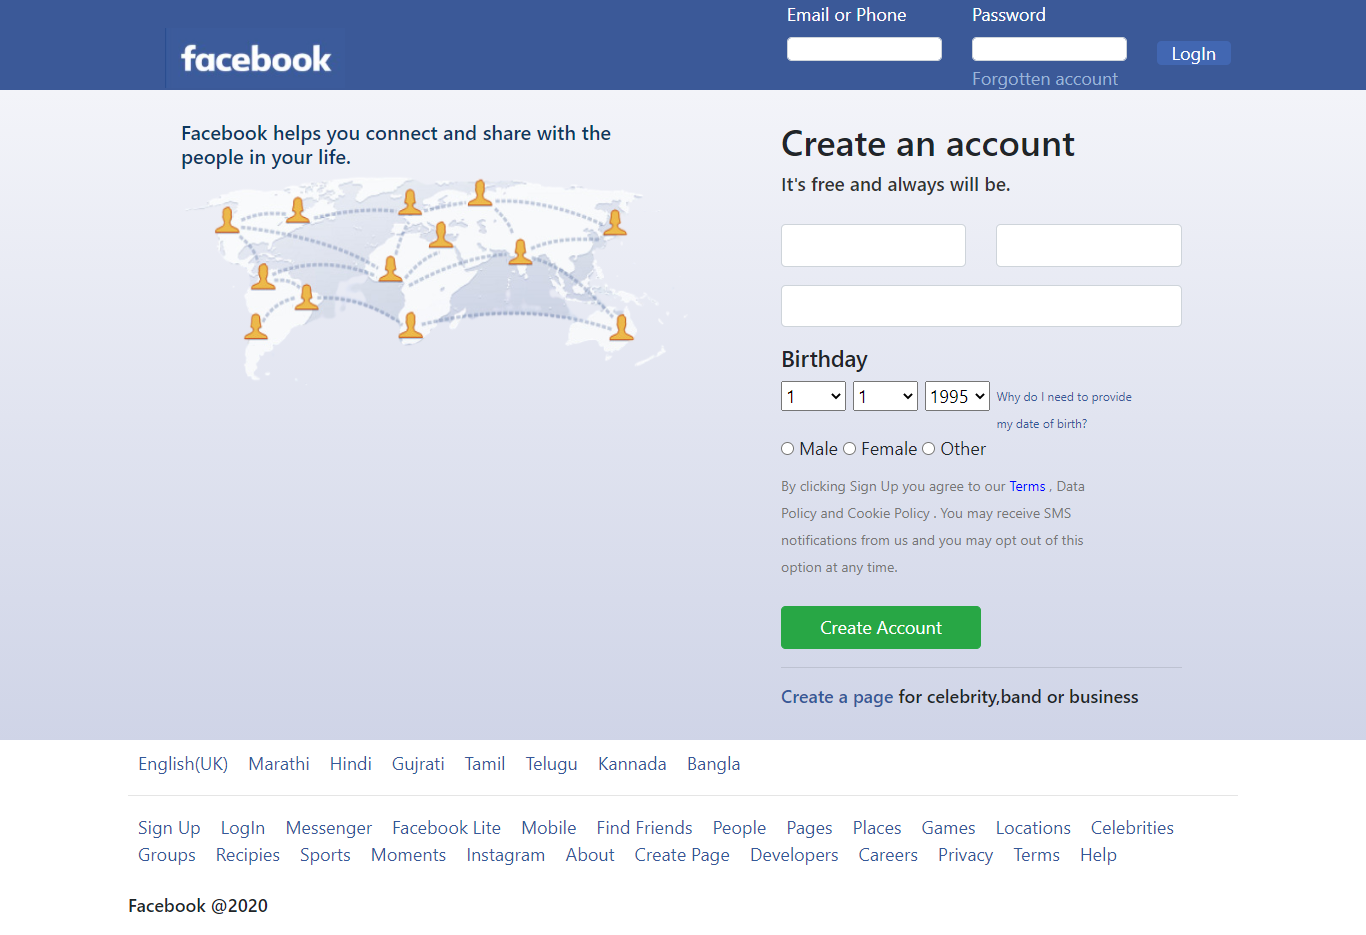 Email or Phone
Password
facebook
LogIn
Forgotten account
Facebook helps you connect and share with the
people in your life.
Create an account
It's free and always will be.
Birthday
1 1 1995 Why do I need to provide
my date of birth?
Male Female Other
By clicking Sign Up you agree to our Terms , Data
Policy and Cookie Policy . You may receive SMS
notifications from us and you may opt out of this
option at any time.
Create Account
Create a page for celebrity,band or business
English(UK) Marathi Hindi Gujrati Tamil Telugu Kannada Bangla
Sign Up LogIn Messenger Facebook Lite Mobile Find Friends People Pages Places Games Locations Celebrities
Groups Recipies Sports Moments Instagram About Create Page Developers Careers Privacy Terms Help
Facebook @2020